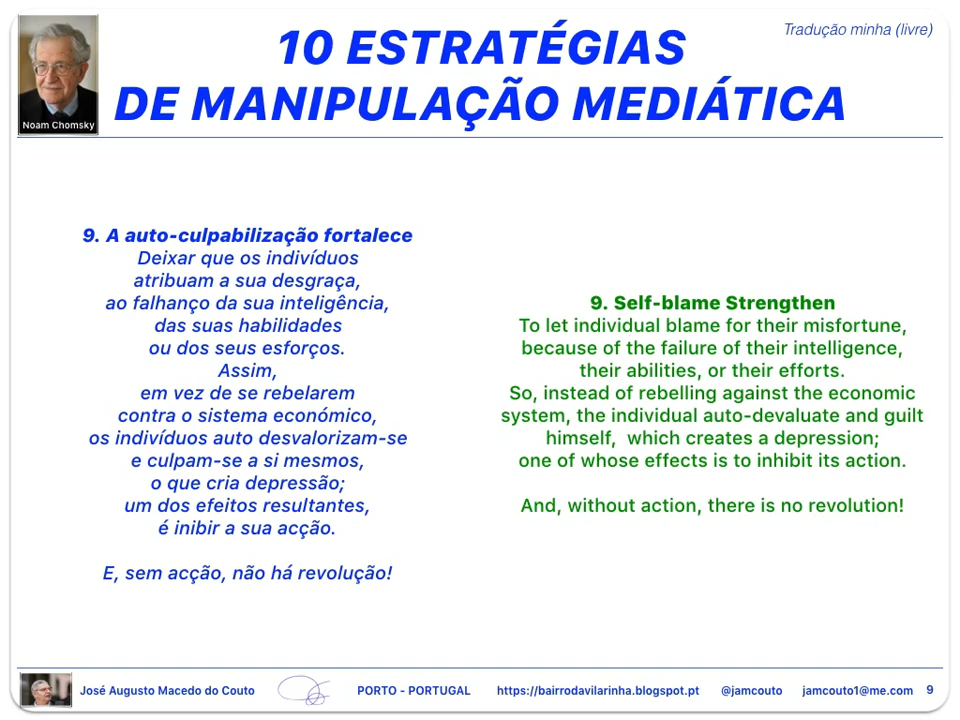 Tradução minha (livre)
10 ESTRATÉGIAS
DE MANIPULAÇÃO MEDIÁTICA
Noam Chomsky
9. A auto-culpabilização fortalece
Deixar que os indivíduos
atribuam a sua desgraça,
ao falhanço da sua inteligência,
das suas habilidades
ou dos seus esforços.
Assim,
em vez de se rebelarem
contra o sistema económico,
os indivíduos auto desvalorizam-se
e culpam-se a si mesmos,
o que cria depressão;
um dos efeitos resultantes,
é inibir a sua acção.
E, sem acção, não há revolução!
9. Self-blame Strengthen
To let individual blame for their misfortune,
because of the failure of their intelligence,
their abilities, or their efforts.
So, instead of rebelling against the economic
system, the individual auto-devaluate and guilt
himself, which creates a depression;
one of whose effects is to inhibit its action.
And, without action, there is no revolution!
José Augusto Macedo do Couto PORTO - PORTUGAL https://bairrodavilarinha.blogspot.pt @jamcouto jamcouto1@me.com 9